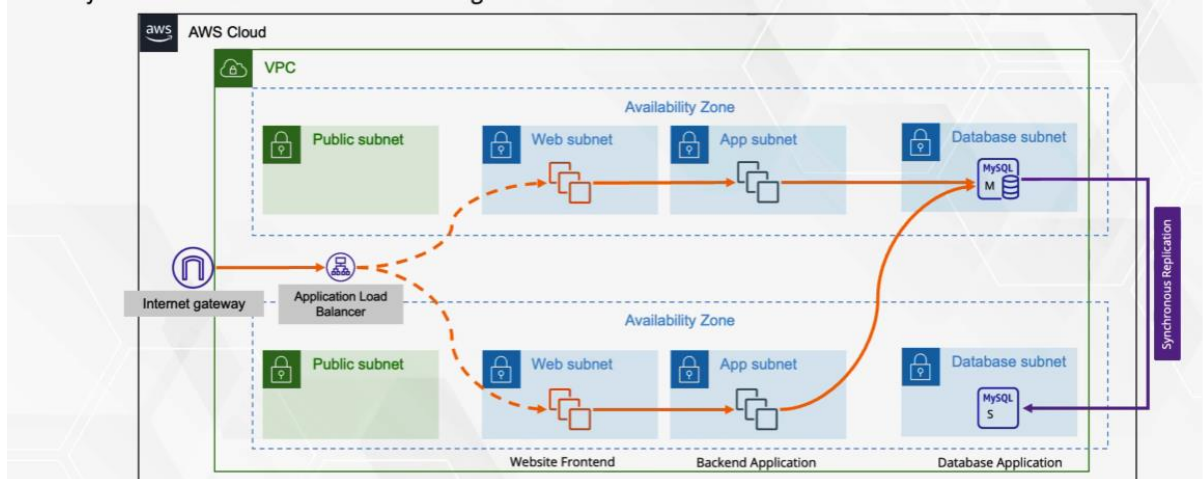 aws
AWS Cloud
VPC
Availability Zone
Public subnet
Web subnet
App subnet
Database subnet
MySQL
M
Synchronous Replication
Internet gateway
Application Load
Balancer
Availability Zone
Public subnet
Web subnet
App subnet
Database subnet
MySQL
S
Website Frontend
Backend Application
Database Application